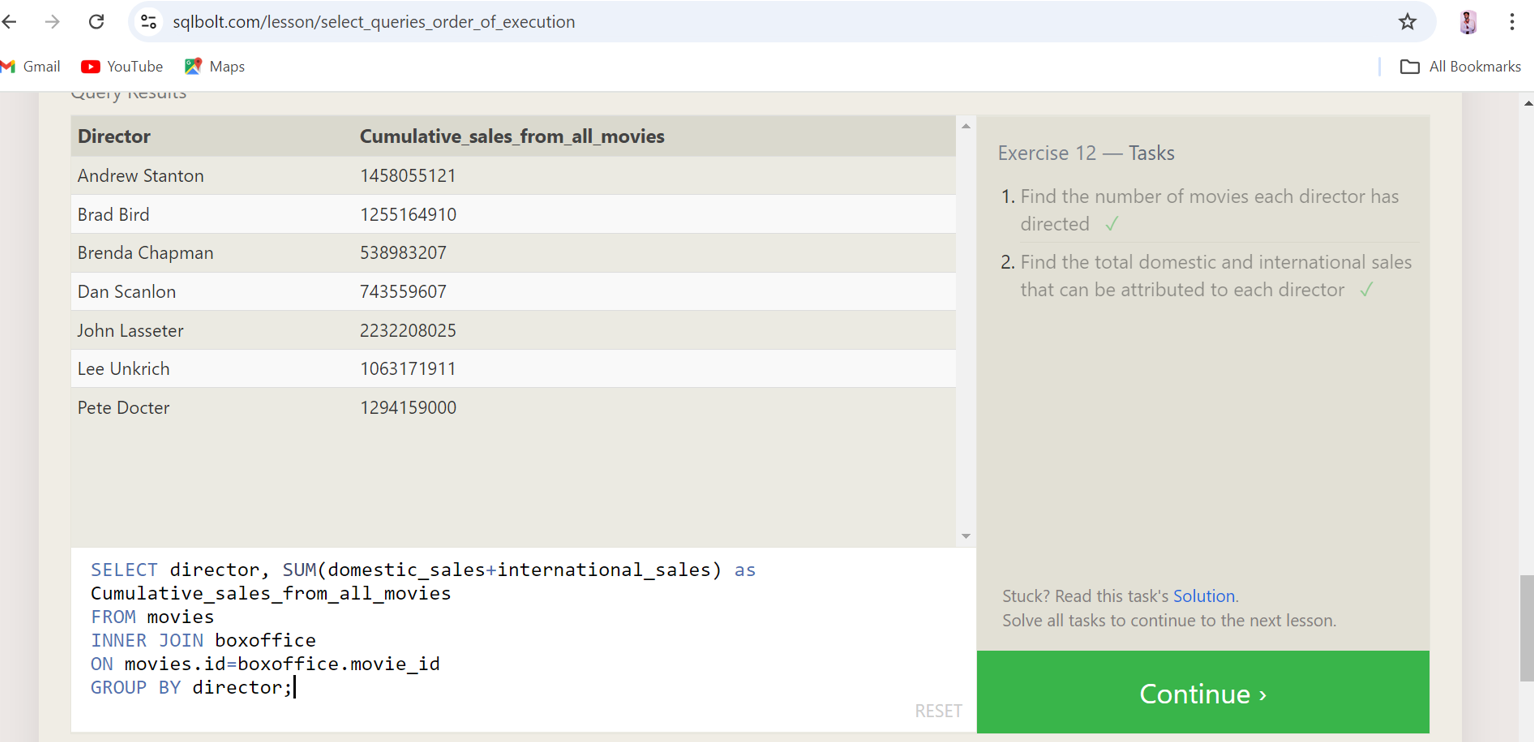 sqlbolt.com/lesson/select_queries_order_of_execution
Gmail YouTube Maps All Bookmarks
Query Results
Director Cumulative_sales_from_all_movies
Andrew Stanton 1458055121
Brad Bird 1255164910
Brenda Chapman 538983207
Dan Scanlon 743559607
John Lasseter 2232208025
Lee Unkrich 1063171911
Pete Docter 1294159000
SELECT director, SUM(domestic_sales+international_sales) as
Cumulative_sales_from_all_movies
FROM movies
INNER JOIN boxoffice
ON movies.id=boxoffice.movie_id
GROUP BY director;
RESET
Exercise 12 — Tasks
1. Find the number of movies each director has
directed ✓
2. Find the total domestic and international sales
that can be attributed to each director ✓
Stuck? Read this task's Solution.
Solve all tasks to continue to the next lesson.
Continue ›